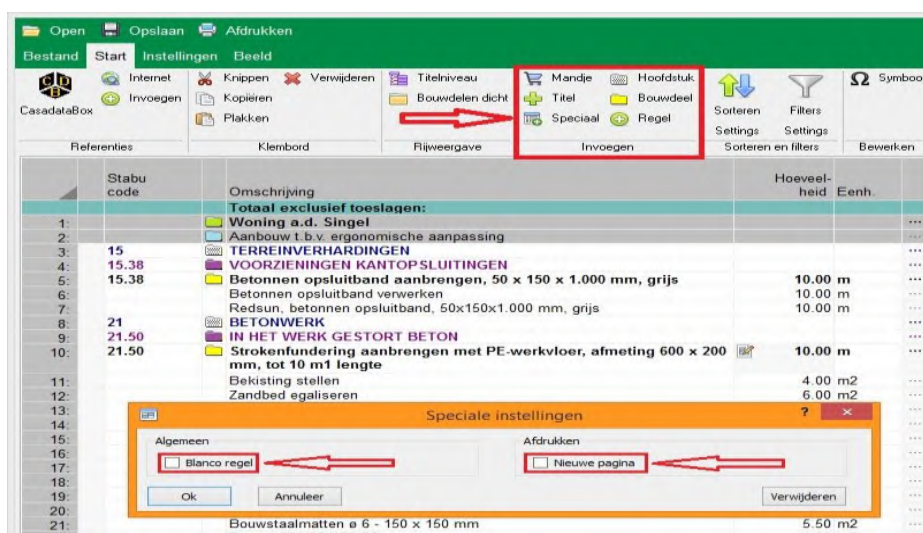 Open Opslaan Afdrukken
Bestand Start Instellingen Beeld
Internet Knippen Verwijderen Titelniveau Mandje Hoofdstuk Ω Symboo
CasadataBox Invoegen Kopiëren Bouwdelen dicht Titel Bouwdeel Sorteren Filters
Plakken Speciaal Regel Settings Settings
Referenties Klembord Rijweergave Invoegen Sorteren en filters Bewerken
Stabu code Omschrijving Hoeveel-heid Eenh.
Totaal exclusief toeslagen:
1: Woning a.d. Singel
2: Aanbouw t.b.v. ergonomische aanpassing
3: 15 TERREINVERHARDINGEN
4: 15.38 VOORZIENINGEN KANTOPSLUITINGEN
5: 15.38 Betonnen opsluitband aanbrengen, 50 x 150 x 1.000 mm, grijs 10.00 m
6: Betonnen opsluitband verwerken 10.00 m
7: Redsun, betonnen opsluitband, 50x150x1.000 mm, grijs 10.00 m
8: 21 BETONWERK
9: 21.50 IN HET WERK GESTORT BETON
10: 21.50 Strokenfundering aanbrengen met PE-werkvloer, afmeting 600 x 200 10.00 m
mm, tot 10 m1 lengte
11: Bekisting stellen 4.00 m2
12: Zandbed egaliseren 6.00 m2
13:
14:
15:
16:
17:
18:
19:
20:
Speciale instellingen ? ×
Algemeen Afdrukken
Blanco regel Nieuwe pagina
Ok Annuleer Verwijderen
21: Bouwstaalmatten ø 6 - 150 x 150 mm 5.50 m2